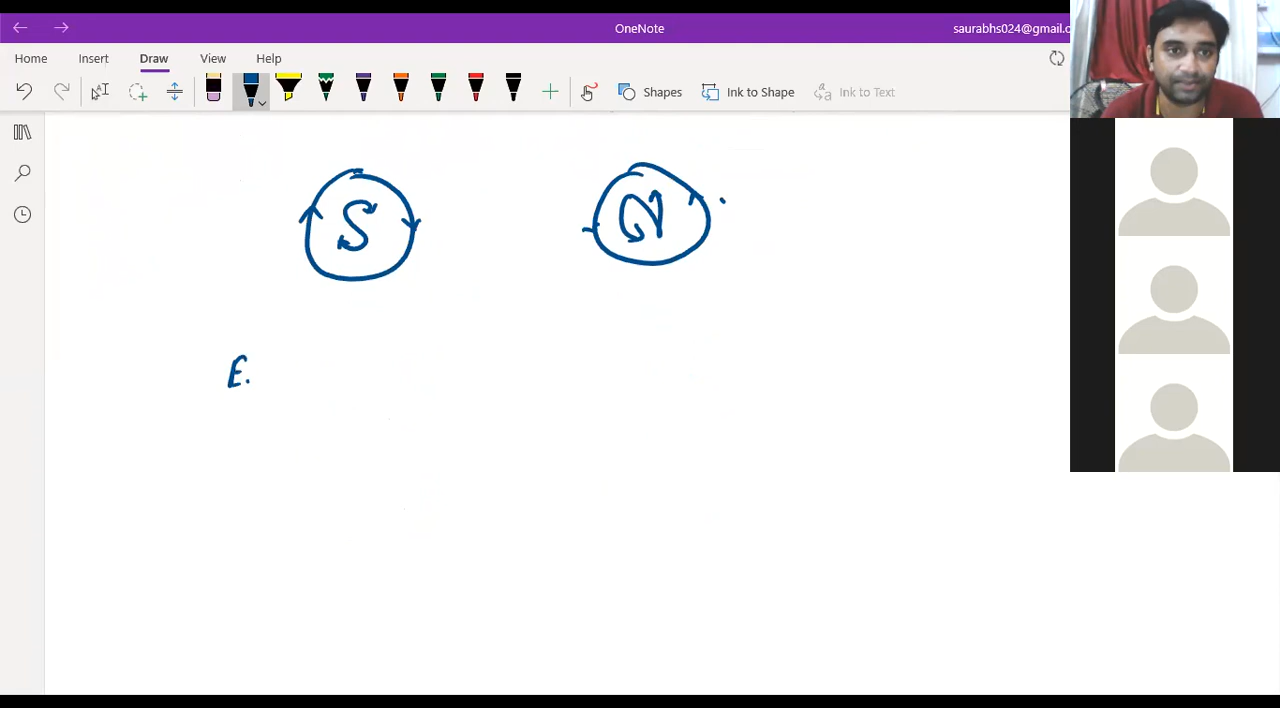 OneNote
saurabhs024@gmail.c
Home Insert Draw View Help
Shapes Ink to Shape Ink to Text
S N
E.